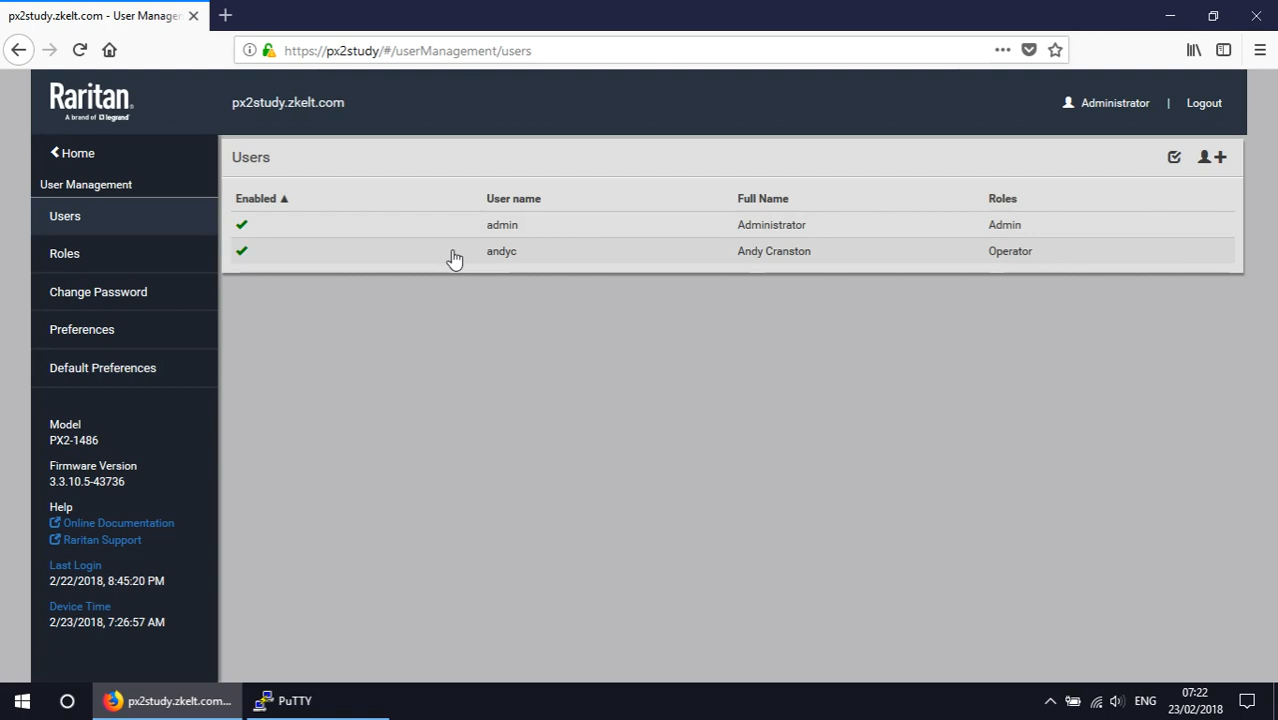 px2study.zkelt.com - User Manage
https://px2study/#/userManagement/users
Raritan.
A brand of legrand
px2study.zkelt.com
Administrator | Logout
Home
User Management
Users
Roles
Change Password
Preferences
Default Preferences
Model
PX2-1486
Firmware Version
3.3.10.5-43736
Help
Online Documentation
Raritan Support
Last Login
2/22/2018, 8:45:20 PM
Device Time
2/23/2018, 7:26:57 AM
Users
Enabled ▲ User name Full Name Roles
admin Administrator Admin
andyc Andy Cranston Operator
px2study.zkelt.com...
PuTTY
ENG
07:22
23/02/2018